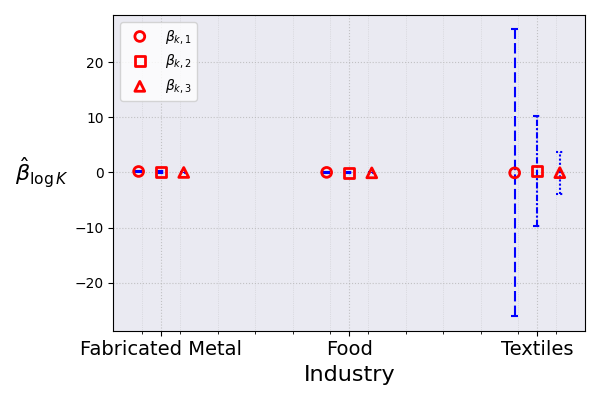 β_{k,1}
β_{k,2}
β_{k,3}
20
10
0
−10
−20
β̂_{log K}
Fabricated Metal Food Textiles
Industry